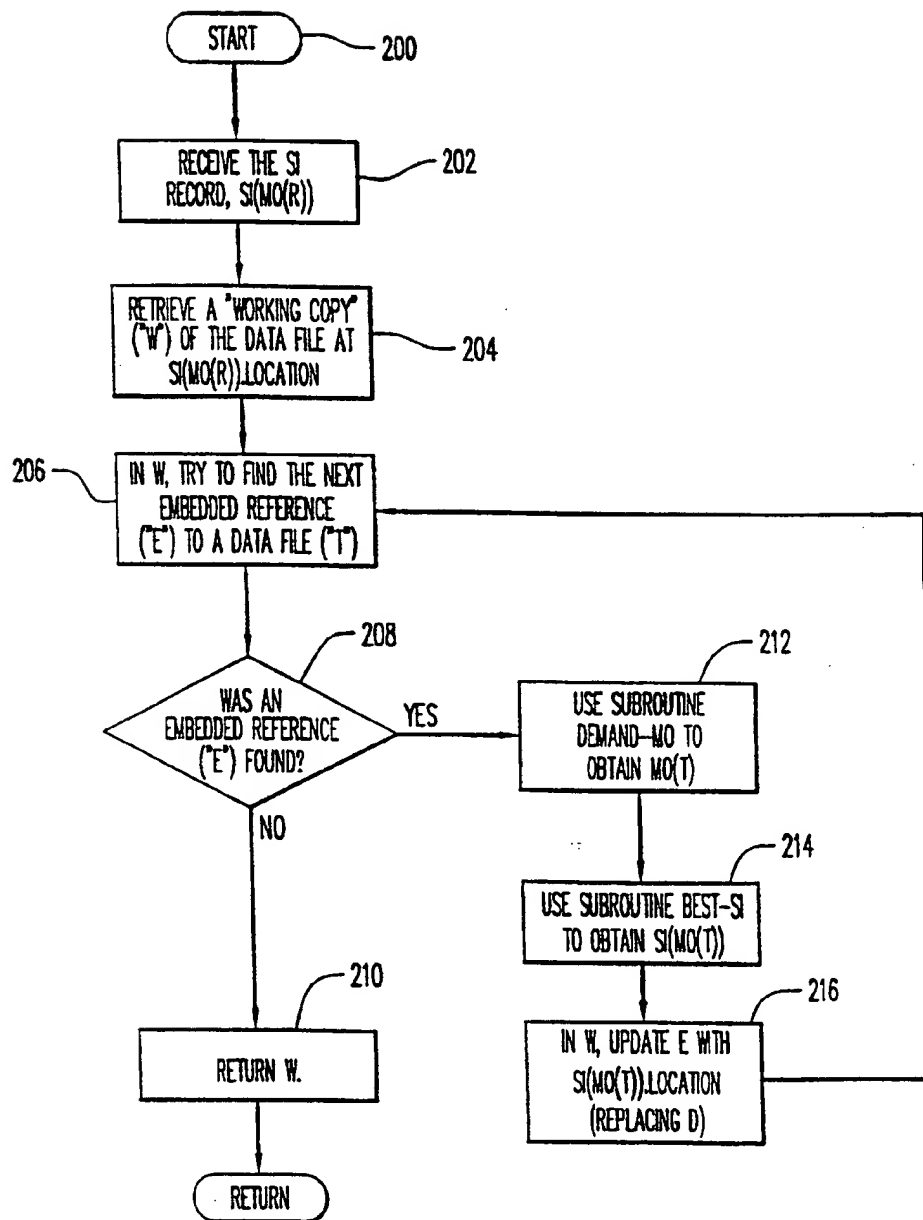 START
200
RECEIVE THE SI
RECORD, SI(MO(R))
202
RETRIEVE A "WORKING COPY"
("W") OF THE DATA FILE AT
SI(MO(R)).LOCATION
204
206
IN W, TRY TO FIND THE NEXT
EMBEDDED REFERENCE
("E") TO A DATA FILE ("T")
208
WAS AN
EMBEDDED REFERENCE
("E") FOUND?
YES
NO
212
USE SUBROUTINE
DEMAND-MO TO
OBTAIN MO(T)
214
USE SUBROUTINE BEST-SI
TO OBTAIN SI(MO(T))
216
IN W, UPDATE E WITH
SI(MO(T)).LOCATION
(REPLACING D)
210
RETURN W.
RETURN